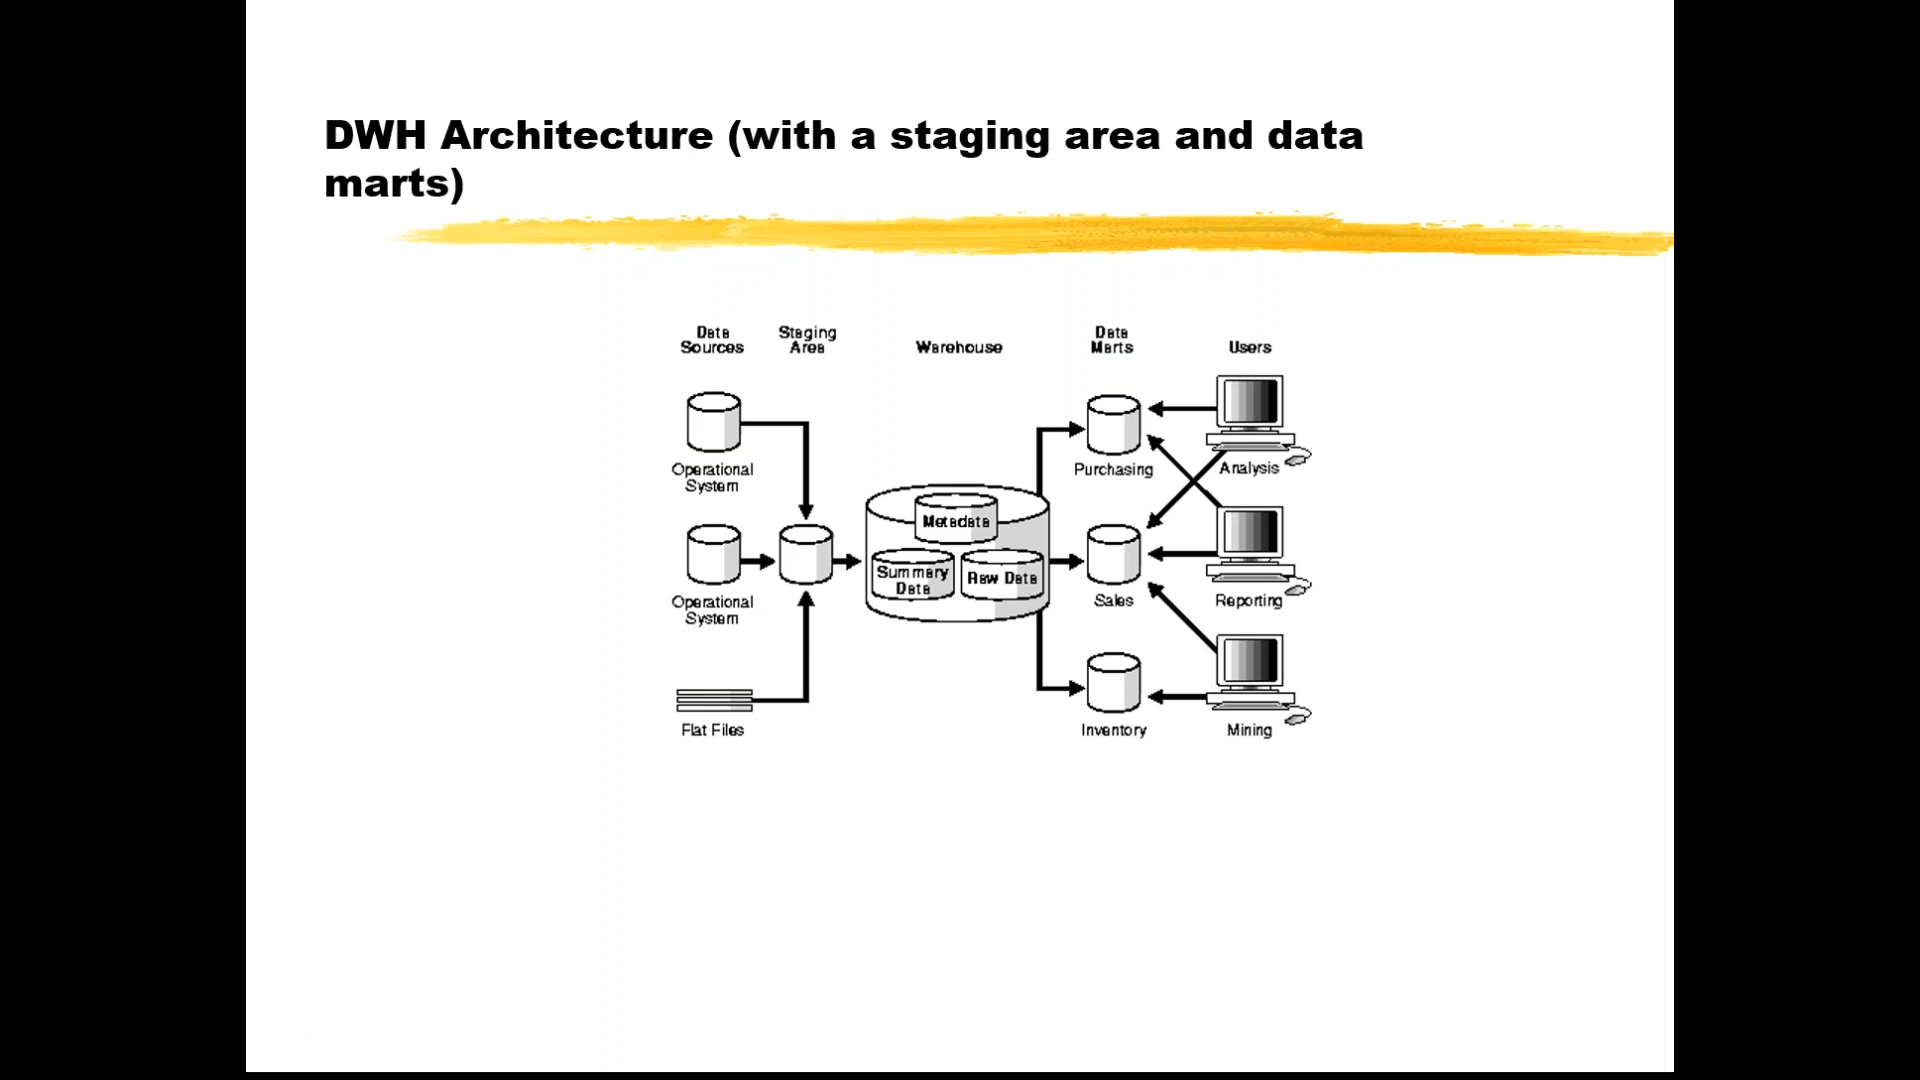 DWH Architecture (with a staging area and data
marts)
Data
Sources
Staging
Area
Warehouse
Data
Marts
Users
Operational
System
Operational
System
Flat Files
Metadata
Summary
Data
Raw Data
Purchasing
Sales
Inventory
Analysis
Reporting
Mining